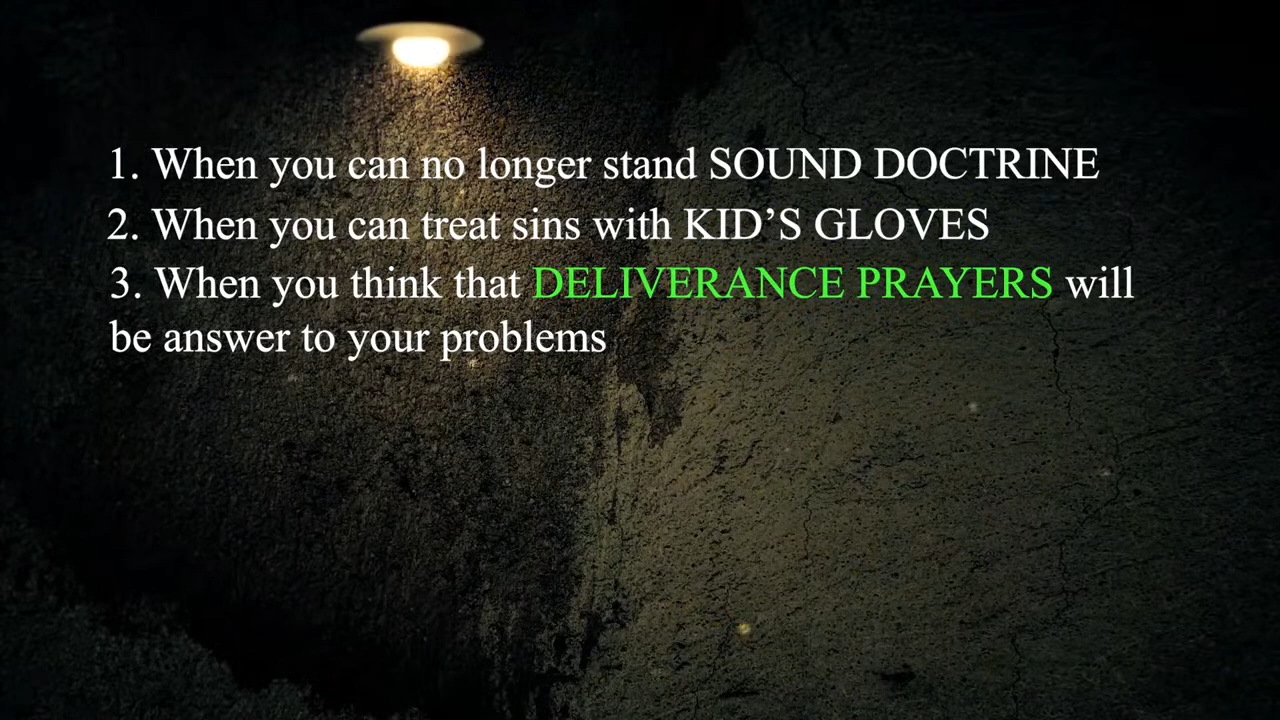 1. When you can no longer stand SOUND DOCTRINE
2. When you can treat sins with KID’S GLOVES
3. When you think that DELIVERANCE PRAYERS will
be answer to your problems